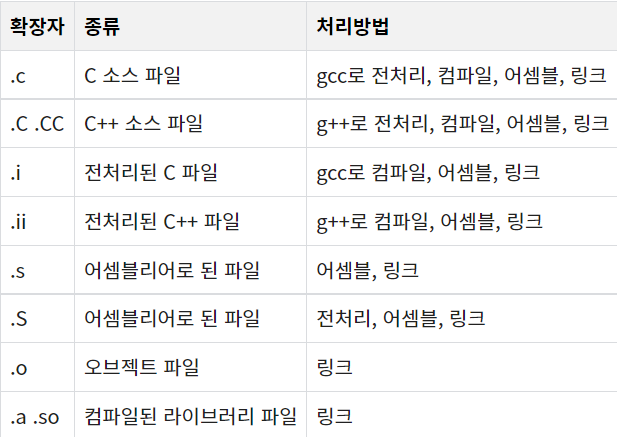 확장자 종류 처리방법
.c C 소스 파일 gcc로 전처리, 컴파일, 어셈블, 링크
.C .CC C++ 소스 파일 g++로 전처리, 컴파일, 어셈블, 링크
.i 전처리된 C 파일 gcc로 컴파일, 어셈블, 링크
.ii 전처리된 C++ 파일 g++로 컴파일, 어셈블, 링크
.s 어셈블리어로 된 파일 어셈블, 링크
.S 어셈블리어로 된 파일 전처리, 어셈블, 링크
.o 오브젝트 파일 링크
.a .so 컴파일된 라이브러리 파일 링크